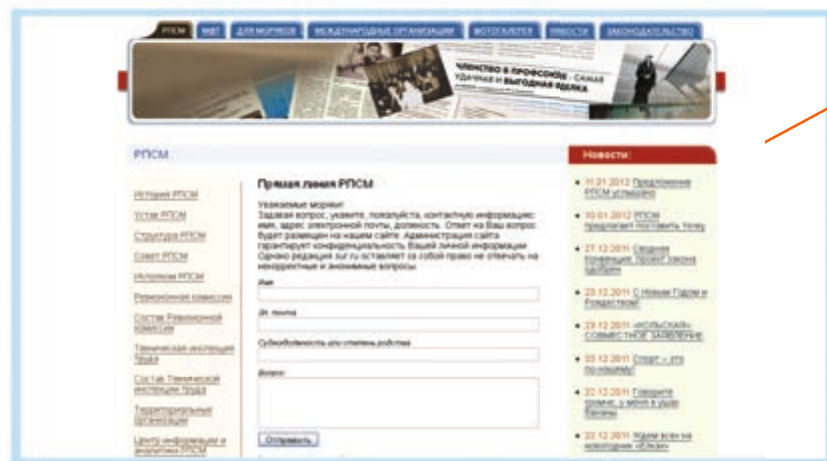 РПСМ МФТ ДЛЯ МОРЯКОВ МЕЖДУНАРОДНЫЕ ОРГАНИЗАЦИИ ФОТОГАЛЕРЕЯ НОВОСТИ ЗАКОНОДАТЕЛЬСТВО
ЧЛЕНСТВО В ПРОФСОЮЗЕ - САМАЯ
УДАЧНАЯ И ВЫГОДНАЯ СДЕЛКА
РПСМ
История РПСМ
Устав РПСМ
Структура РПСМ
Совет РПСМ
Исполком РПСМ
Ревизионная комиссия
Состав Ревизионной
комиссии
Техническая инспекция
труда
Состав Технической
инспекции труда
Территориальные
организации
Центр информации и
аналитики РПСМ
Прямая линия РПСМ
Уважаемые моряки!
Задавая вопрос, укажите, пожалуйста, контактную информацию:
имя, адрес электронной почты, должность. Ответ на Ваш вопрос
будет размещен на нашем сайте. Администрация сайта
гарантирует конфиденциальность Вашей личной информации
Однако редакция sur.ru оставляет за собой право не отвечать на
некорректные и анонимные вопросы.
Имя
Эл. почта
Судно/должность или степень родства
Вопрос
Отправить
Новости:
11.01.2012 Предложение
РПСМ услышано
10.01.2012 РПСМ
предлагает поставить точку
27.12.2011 Сводная
Конвенция: проект закона
одобрен
23.12.2011 С Новым Годом и
Рождеством!
23.12.2011 «КОЛЬСКАЯ»:
СОВМЕСТНОЕ ЗАЯВЛЕНИЕ
22.12.2011 Спорт – это
по-нашему!
22.12.2011 Говорите
громче, у меня в ушах
бананы
22.12.2011 Ждем всех на
новогодних «Елках»